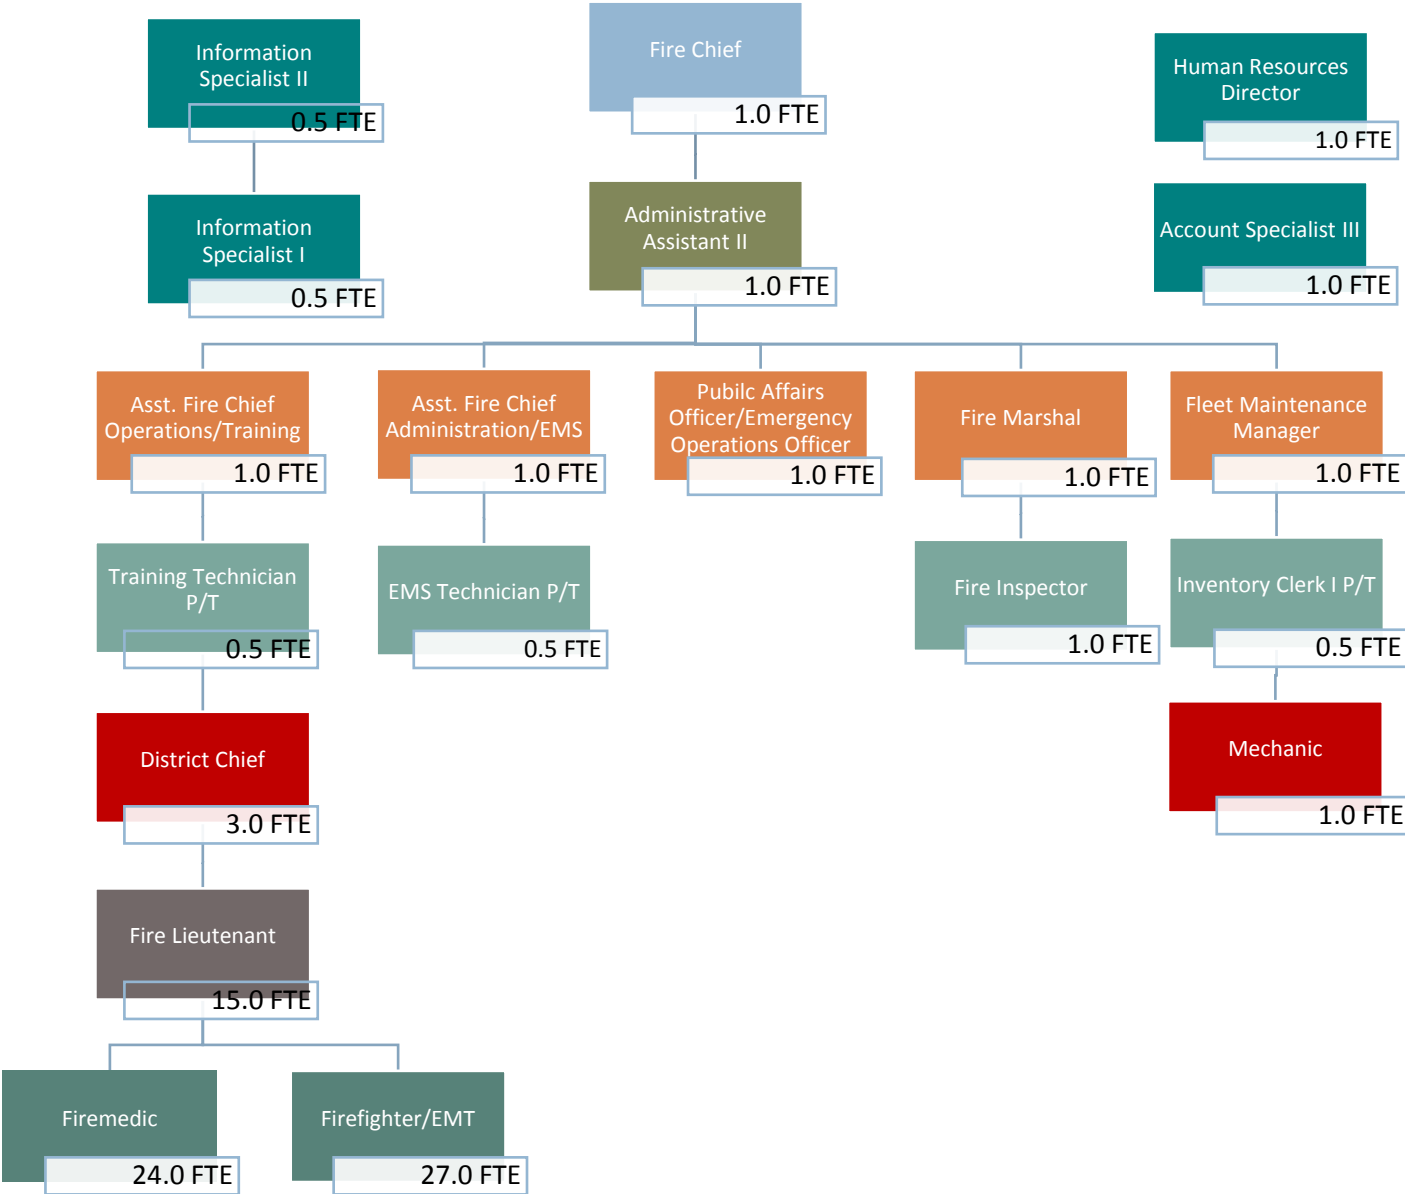 Information
Specialist II
0.5 FTE
Fire Chief
1.0 FTE
Human Resources
Director
1.0 FTE
Information
Specialist I
0.5 FTE
Administrative
Assistant II
1.0 FTE
Account Specialist III
1.0 FTE
Asst. Fire Chief
Operations/Training
1.0 FTE
Asst. Fire Chief
Administration/EMS
1.0 FTE
Pubilc Affairs
Officer/Emergency
Operations Officer
1.0 FTE
Fire Marshal
1.0 FTE
Fleet Maintenance
Manager
1.0 FTE
Training Technician
P/T
0.5 FTE
EMS Technician P/T
0.5 FTE
Fire Inspector
1.0 FTE
Inventory Clerk I P/T
0.5 FTE
District Chief
3.0 FTE
Mechanic
1.0 FTE
Fire Lieutenant
15.0 FTE
Firemedic
24.0 FTE
Firefighter/EMT
27.0 FTE